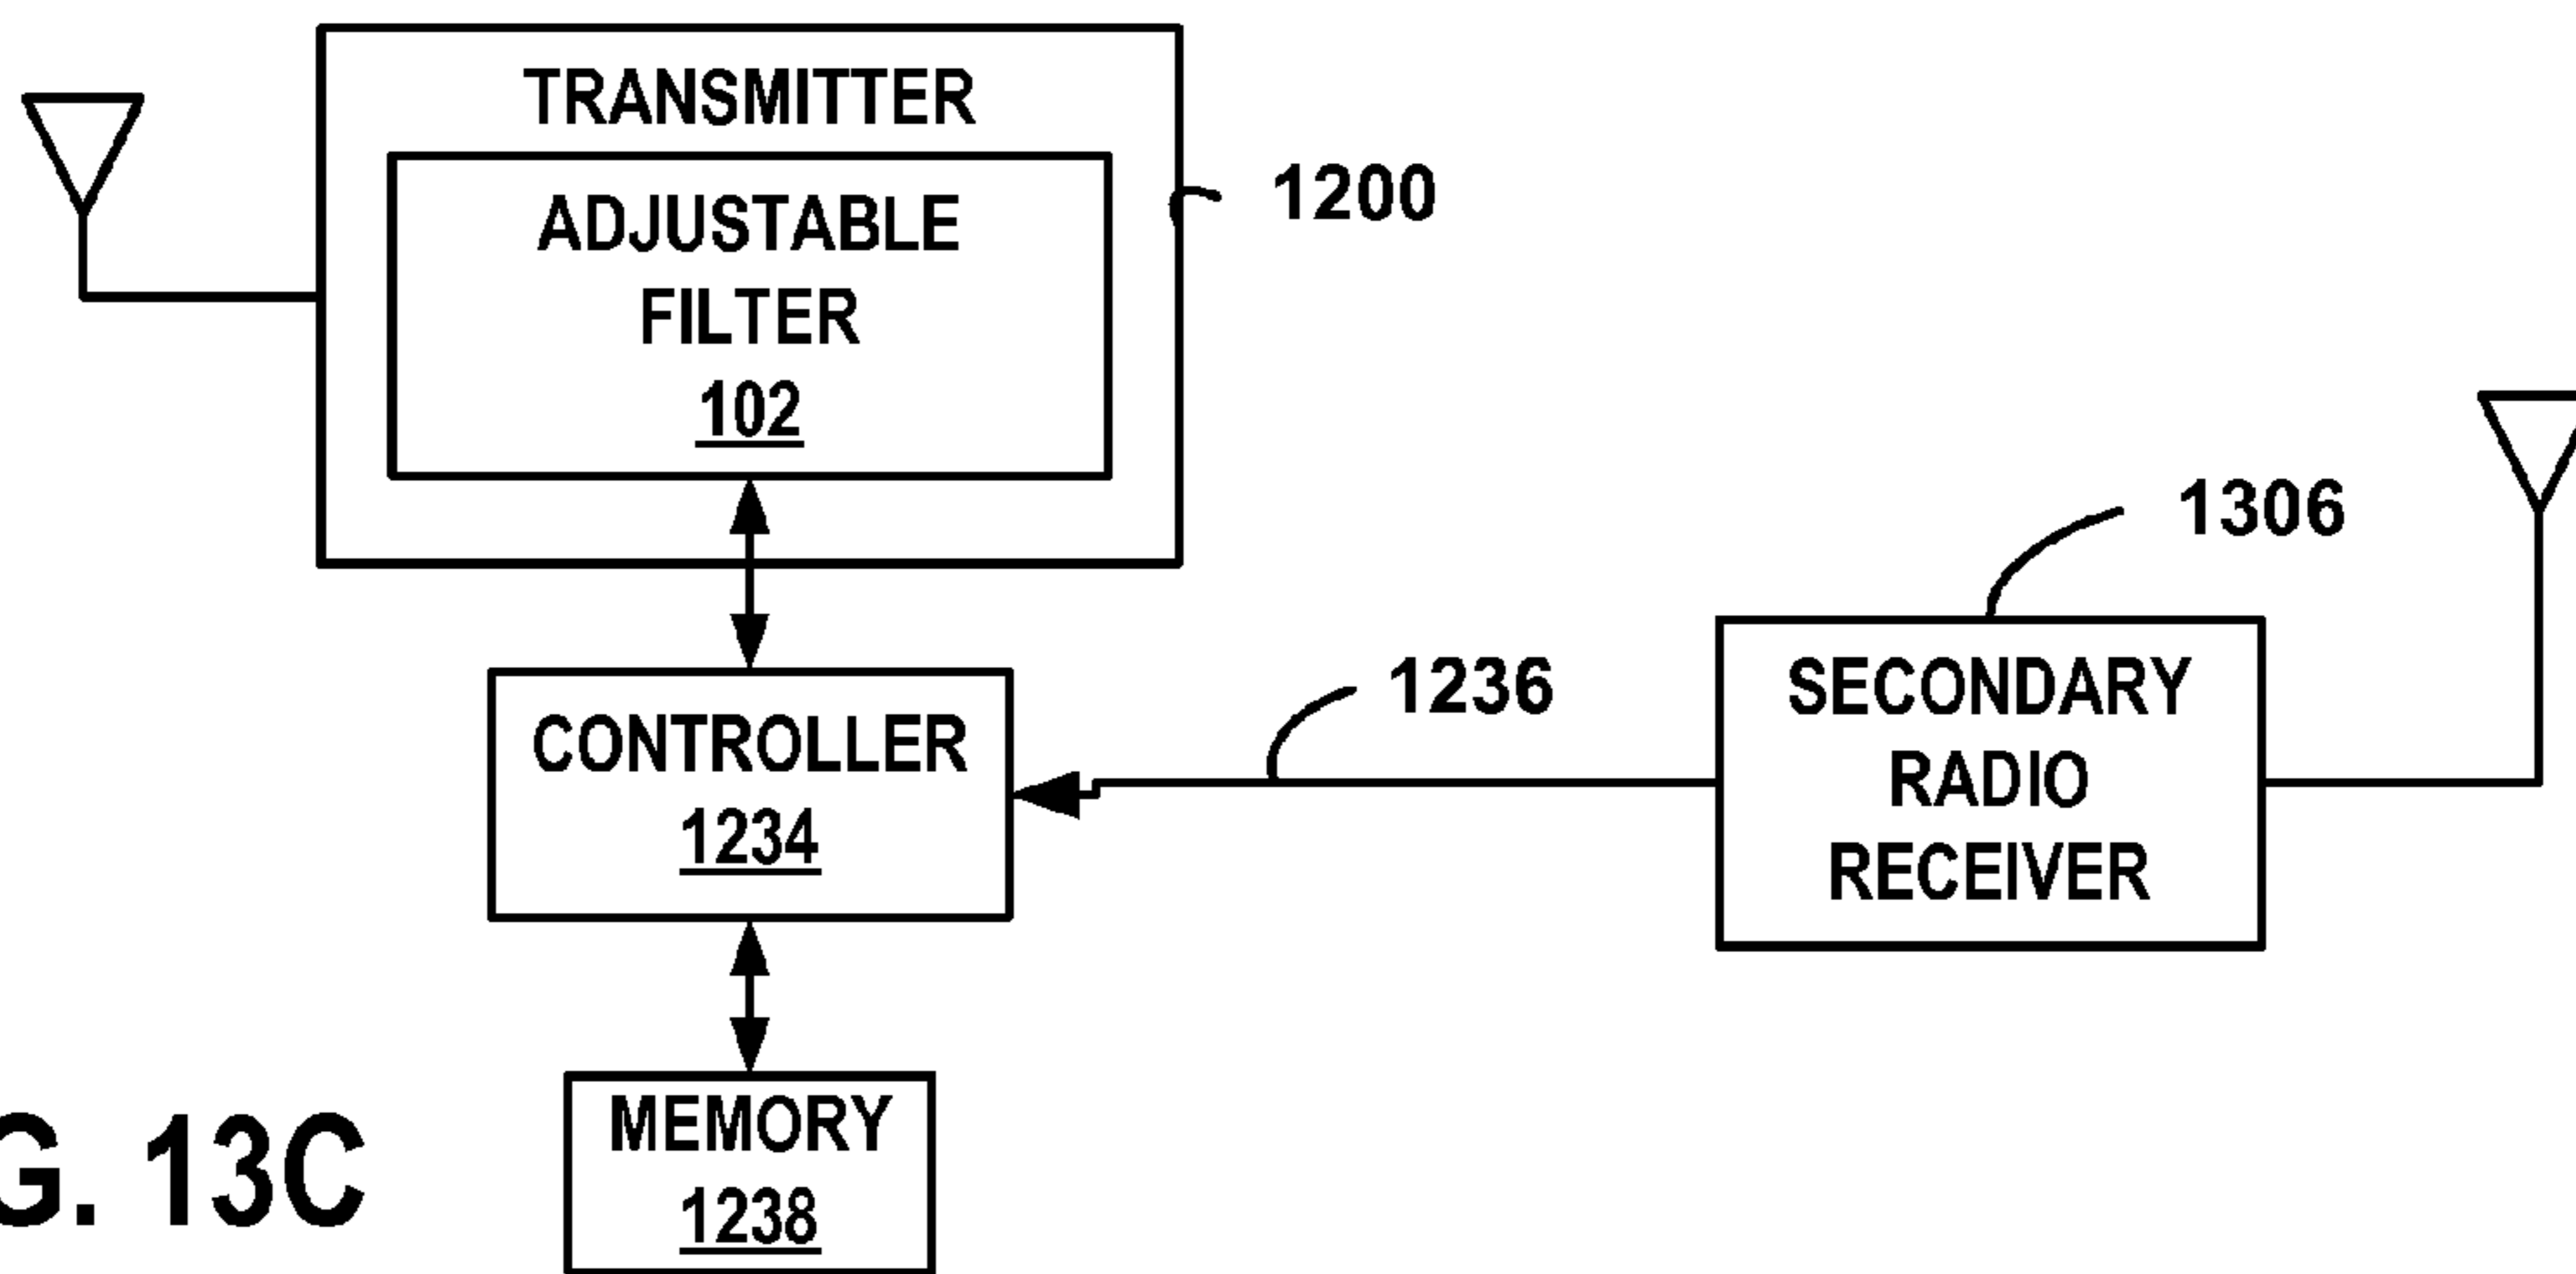 TRANSMITTER
ADJUSTABLE
FILTER
102
1200
1306
CONTROLLER
1234
1236
SECONDARY
RADIO
RECEIVER
MEMORY
1238
G. 13C